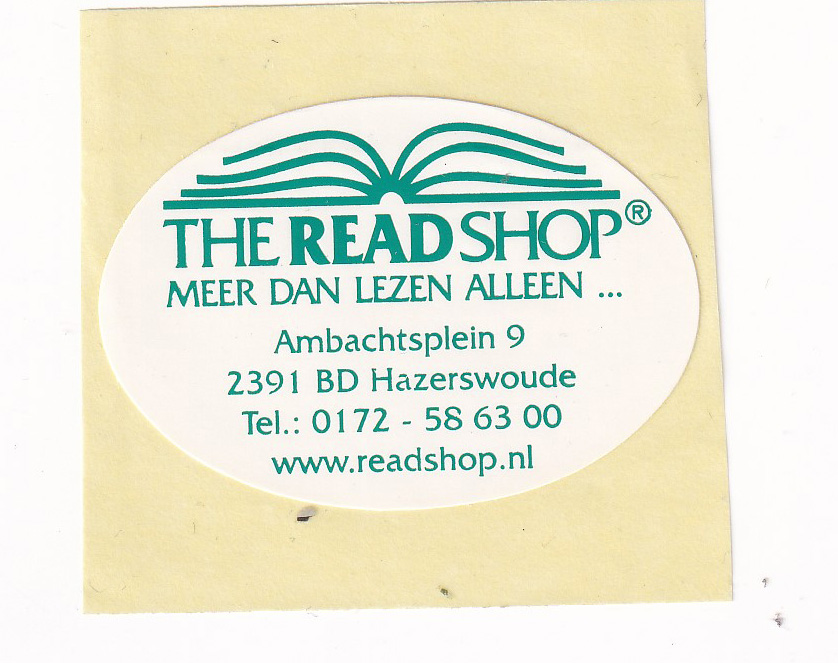 THE READ SHOP®
MEER DAN LEZEN ALLEEN ...
Ambachtsplein 9
2391 BD Hazerswoude
Tel.: 0172 - 58 63 00
www.readshop.nl